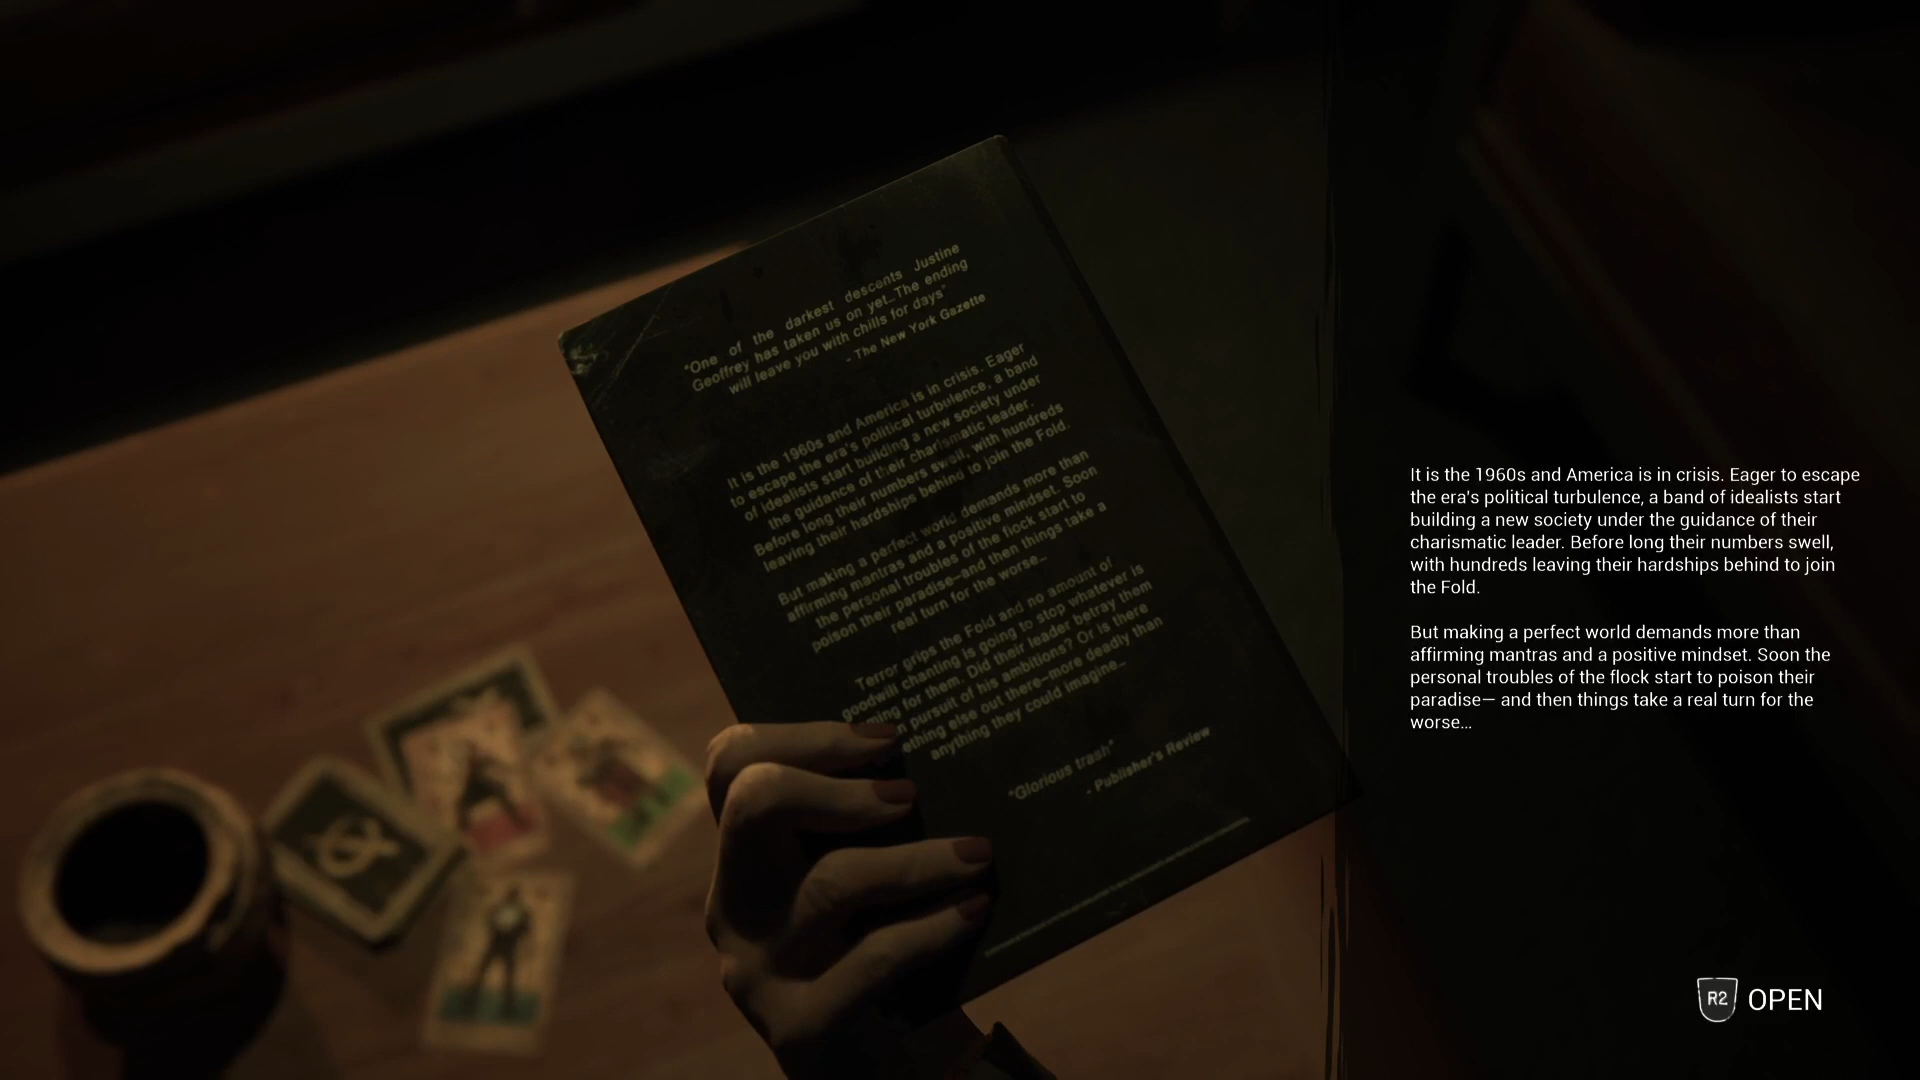 "One of the darkest descents Justine
Geoffrey has taken us on yet...The ending
will leave you with chills for days"
- The New York Gazette
It is the 1960s and America is in crisis. Eager
to escape the era's political turbulence, a band
of idealists start building a new society under
the guidance of their charismatic leader.
Before long their numbers swell, with hundreds
leaving their hardships behind to join the Fold.
But making a perfect world demands more than
affirming mantras and a positive mindset. Soon
the personal troubles of the flock start to
poison their paradise—and then things take a
real turn for the worse...
Terror grips the Fold and no amount of
goodwill chanting is going to stop whatever is
for them. Did their leader betray them
pursuit of his ambitions? Or is there
else out there—more deadly than
anything they could imagine...
"Glorious trash"
- Publisher's Review
It is the 1960s and America is in crisis. Eager to escape
the era's political turbulence, a band of idealists start
building a new society under the guidance of their
charismatic leader. Before long their numbers swell,
with hundreds leaving their hardships behind to join
the Fold.
But making a perfect world demands more than
affirming mantras and a positive mindset. Soon the
personal troubles of the flock start to poison their
paradise— and then things take a real turn for the
worse...
R2 OPEN